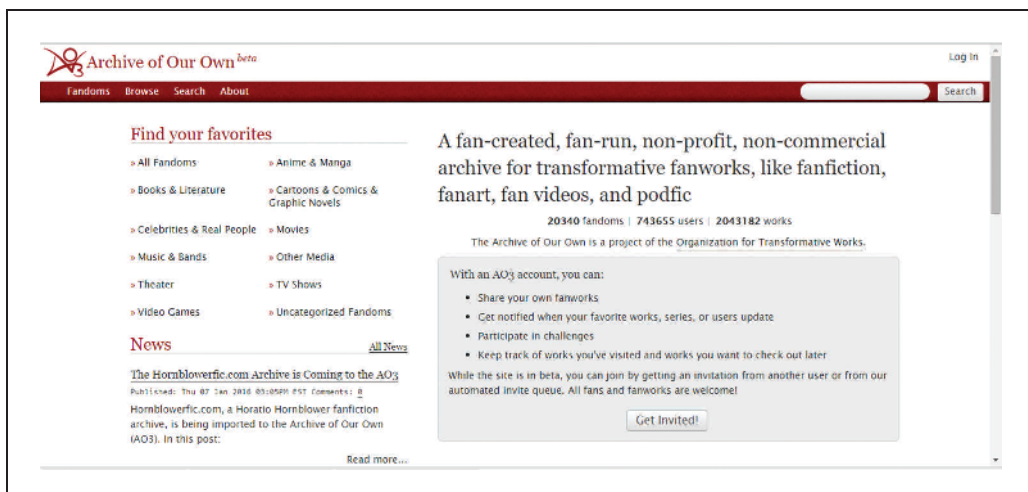 Archive of Our Own beta
Log In
Fandoms Browse Search About
Search
Find your favorites
» All Fandoms
» Anime & Manga
» Books & Literature
» Cartoons & Comics &
Graphic Novels
» Celebrities & Real People
» Movies
» Music & Bands
» Other Media
» Theater
» TV Shows
» Video Games
» Uncategorized Fandoms
News
All News
The Hornblowerfic.com Archive is Coming to the AO3
Published: Thu 07 Jan 2016 03:05PM EST Comments: 0
Hornblowerfic.com, a Horatio Hornblower fanfiction
archive, is being imported to the Archive of Our Own
(AO3). In this post:
Read more...
A fan-created, fan-run, non-profit, non-commercial
archive for transformative fanworks, like fanfiction,
fanart, fan videos, and podfic
20340 fandoms | 743655 users | 2043182 works
The Archive of Our Own is a project of the Organization for Transformative Works.
With an AO3 account, you can:
▪ Share your own fanworks
▪ Get notified when your favorite works, series, or users update
▪ Participate in challenges
▪ Keep track of works you've visited and works you want to check out later
While the site is in beta, you can join by getting an invitation from another user or from our
automated invite queue. All fans and fanworks are welcome!
Get Invited!